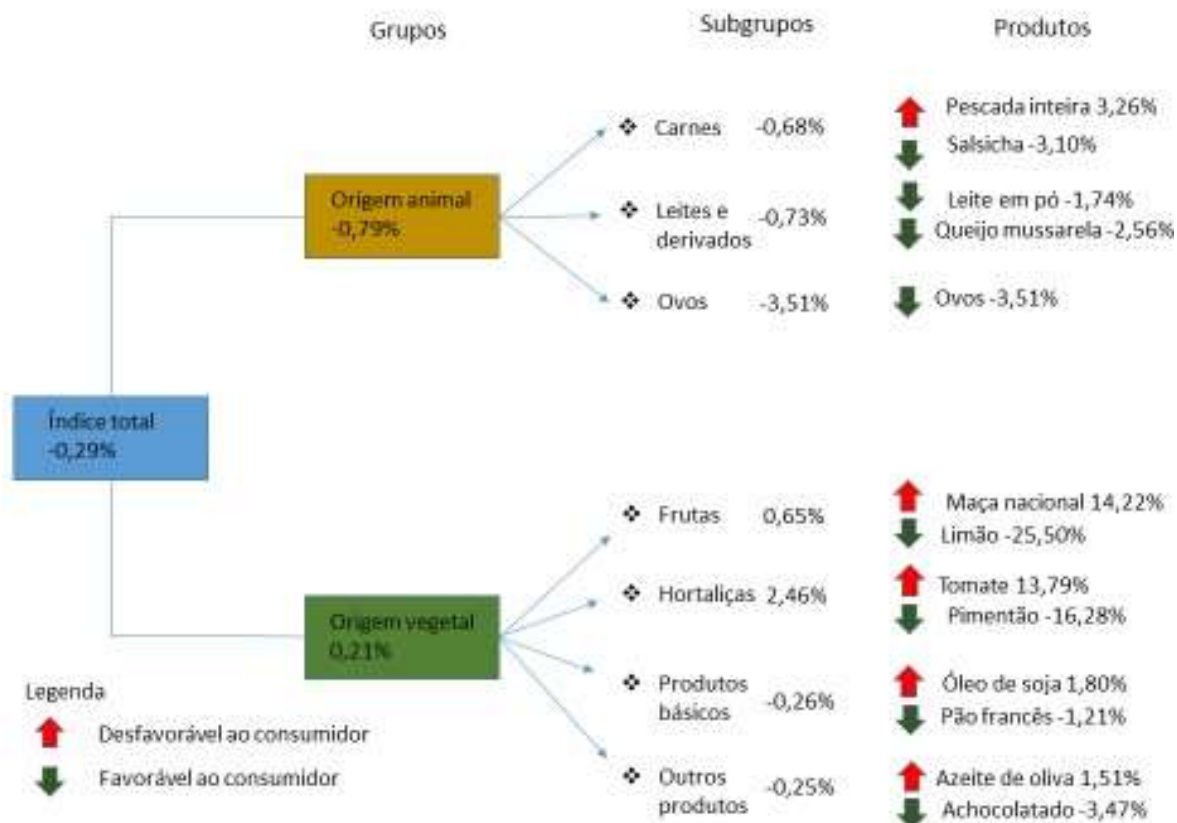 Grupos
Subgrupos
Produtos
Índice total
-0,29%
Origem animal
-0,79%
Carnes -0,68%
Pescada inteira 3,26%
Salsicha -3,10%
Leites e
derivados
-0,73%
Leite em pó -1,74%
Queijo mussarela -2,56%
Ovos -3,51%
Ovos -3,51%
Origem vegetal
0,21%
Frutas 0,65%
Maça nacional 14,22%
Limão -25,50%
Hortaliças 2,46%
Tomate 13,79%
Pimentão -16,28%
Produtos
básicos
-0,26%
Óleo de soja 1,80%
Pão francês -1,21%
Outros
produtos
-0,25%
Azeite de oliva 1,51%
Achocolatado -3,47%
Legenda
Desfavorável ao consumidor
Favorável ao consumidor